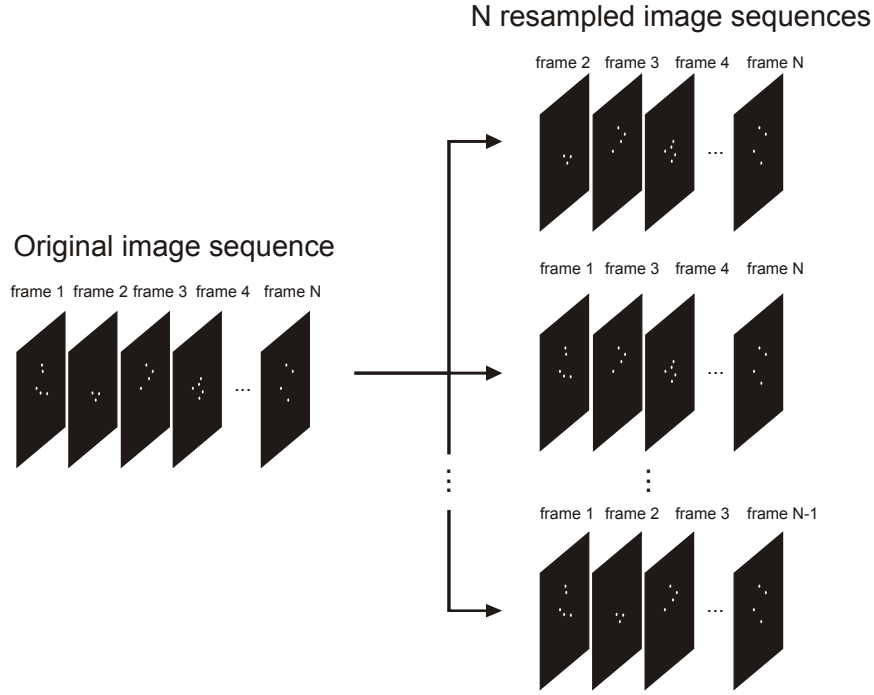 N resampled image sequences
frame 2 frame 3 frame 4 frame N
...
Original image sequence
frame 1 frame 2 frame 3 frame 4 frame N
...
frame 1 frame 3 frame 4 frame N
...
frame 1 frame 2 frame 3 frame N-1
...